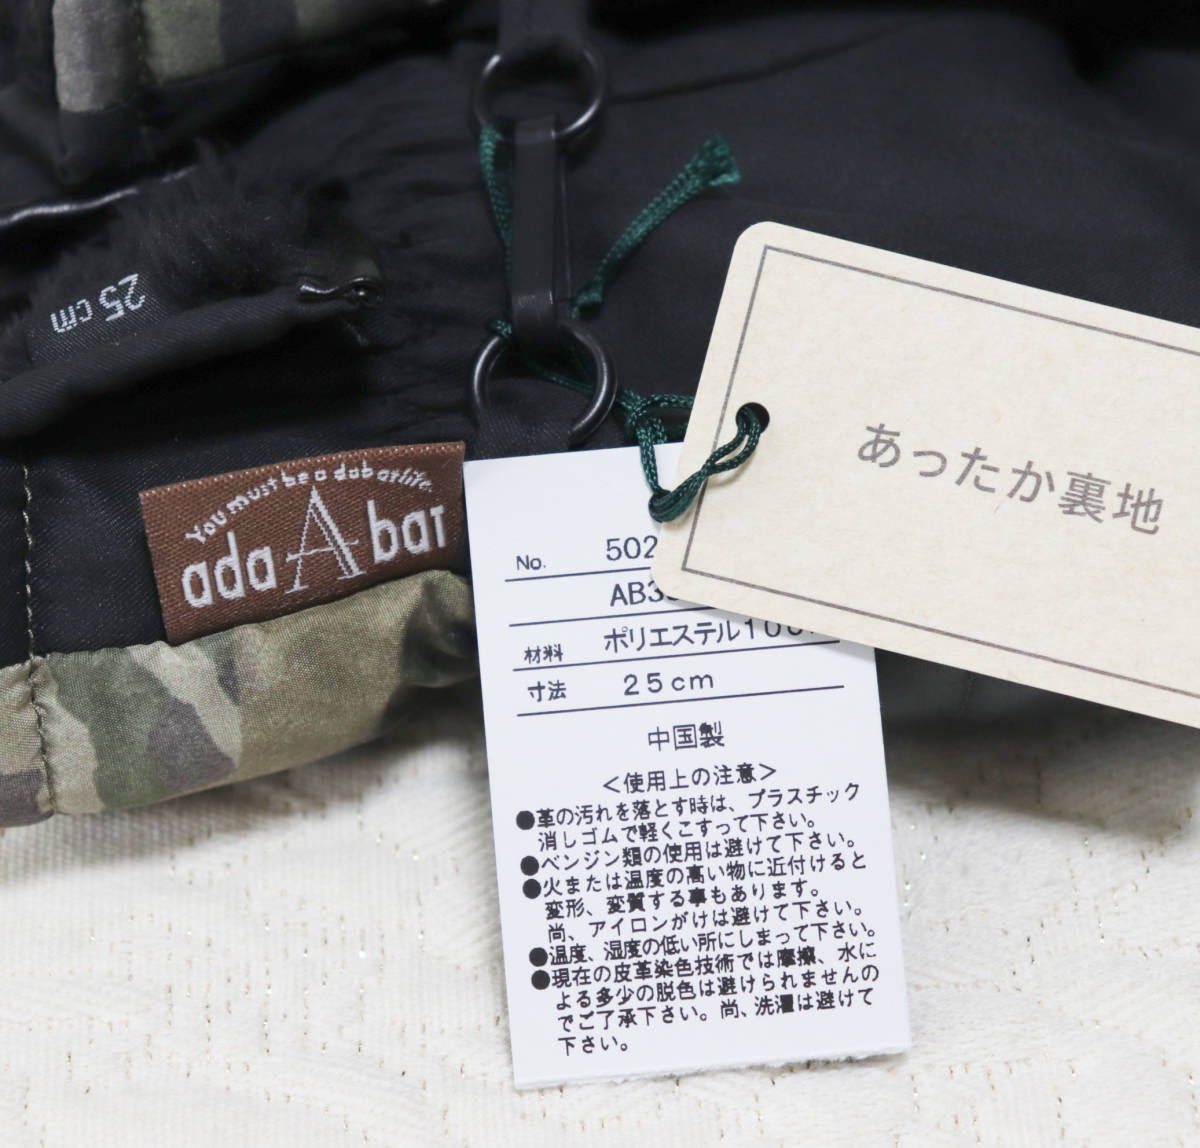 25cm
You must be adabat life.
adabat
あったか裏地
No. 502
AB3
材料 ポリエステル100%
寸法 25cm
中国製
<使用上の注意>
●革の汚れを落とす時は、プラスチック
消しゴムで軽くこすって下さい。
●ベンジン類の使用は避けて下さい。
●火または温度の高い物に近付けると
変形、変質する事もあります。
尚、アイロンがけは避けて下さい。
●温度、湿度の低い所にしまって下さい。
●現在の皮革染色技術では摩擦、水に
よる多少の脱色は避けられませんの
でご了承下さい。尚、洗濯は避けて
下さい。